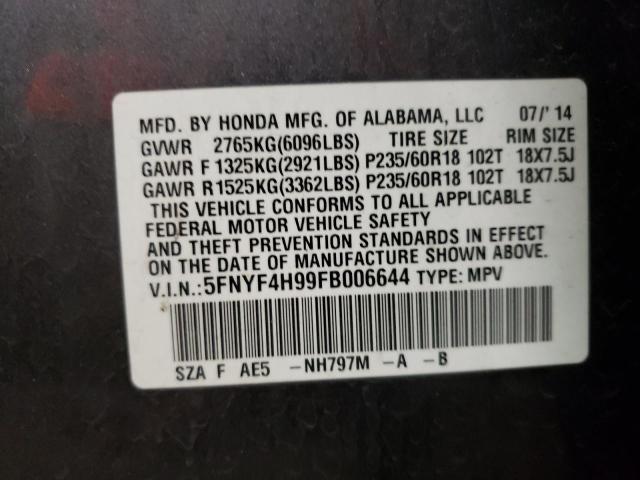 MFD. BY HONDA MFG. OF ALABAMA, LLC 07/' 14
GVWR 2765KG(6096LBS) TIRE SIZE RIM SIZE
GAWR F 1325KG(2921LBS) P235/60R18 102T 18X7.5J
GAWR R1525KG(3362LBS) P235/60R18 102T 18X7.5J
THIS VEHICLE CONFORMS TO ALL APPLICABLE
FEDERAL MOTOR VEHICLE SAFETY
AND THEFT PREVENTION STANDARDS IN EFFECT
ON THE DATE OF MANUFACTURE SHOWN ABOVE.
V.I.N.:5FNYF4H99FB006644 TYPE: MPV
SZA F AE5 -NH797M -A -B